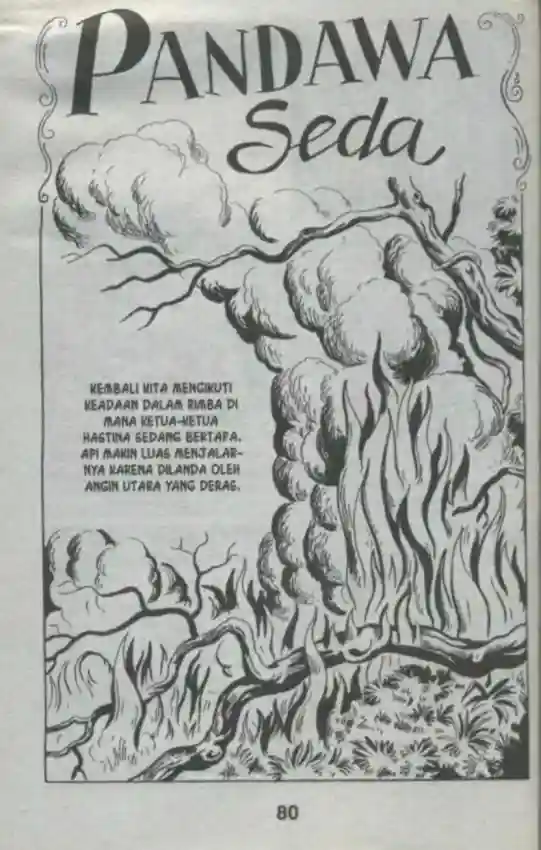 PANDAWA
Seda
KEMBALI KITA MENGIKUTI
KEADAAN DALAM RIMBA DI
MANA KETUA-KETUA
HASTINA SEDANG BERTAPA.
API MAKIN LUAS MENJALAR-
NYA KARENA DILANDA OLEH
ANGIN UTARA YANG DERAS.
80